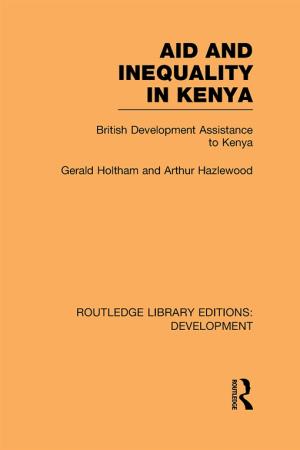 AID AND
INEQUALITY
IN KENYA
British Development Assistance
to Kenya
Gerald Holtham and Arthur Hazlewood
ROUTLEDGE LIBRARY EDITIONS:
DEVELOPMENT
ROUTLEDGE